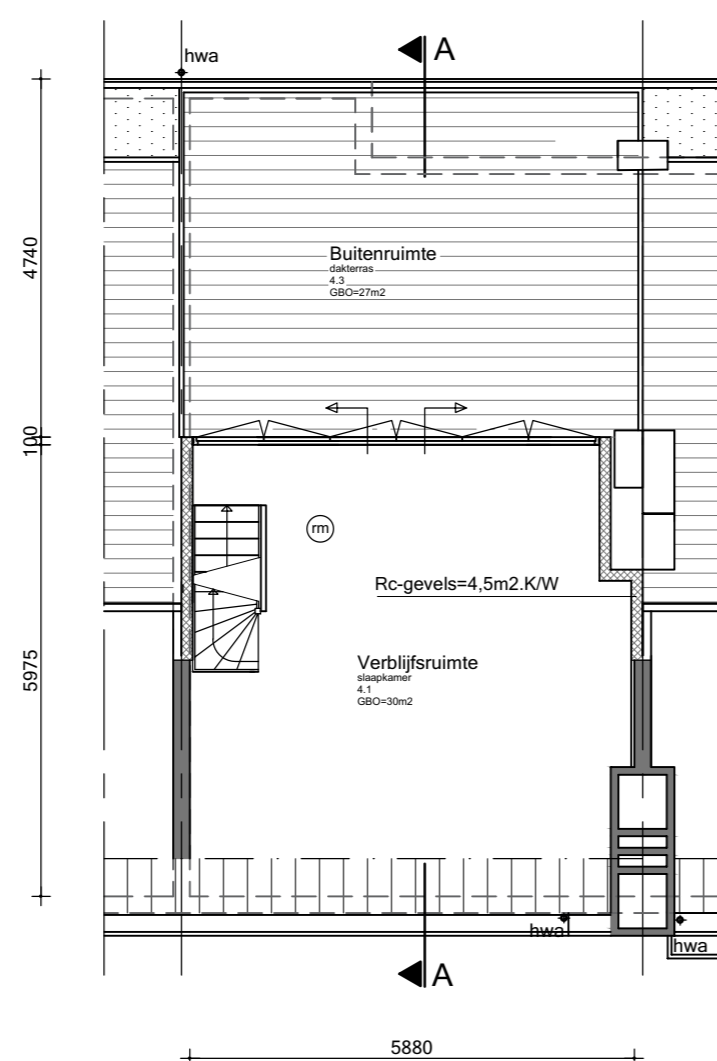 hwa
A
4740
Buitenruimte
dakterras
4.3
GBO=27m2
100
rm
Rc-gevels=4,5m2.K/W
5975
Verblijfsruimte
slaapkamer
4.1
GBO=30m2
hwa
hwa
A
5880